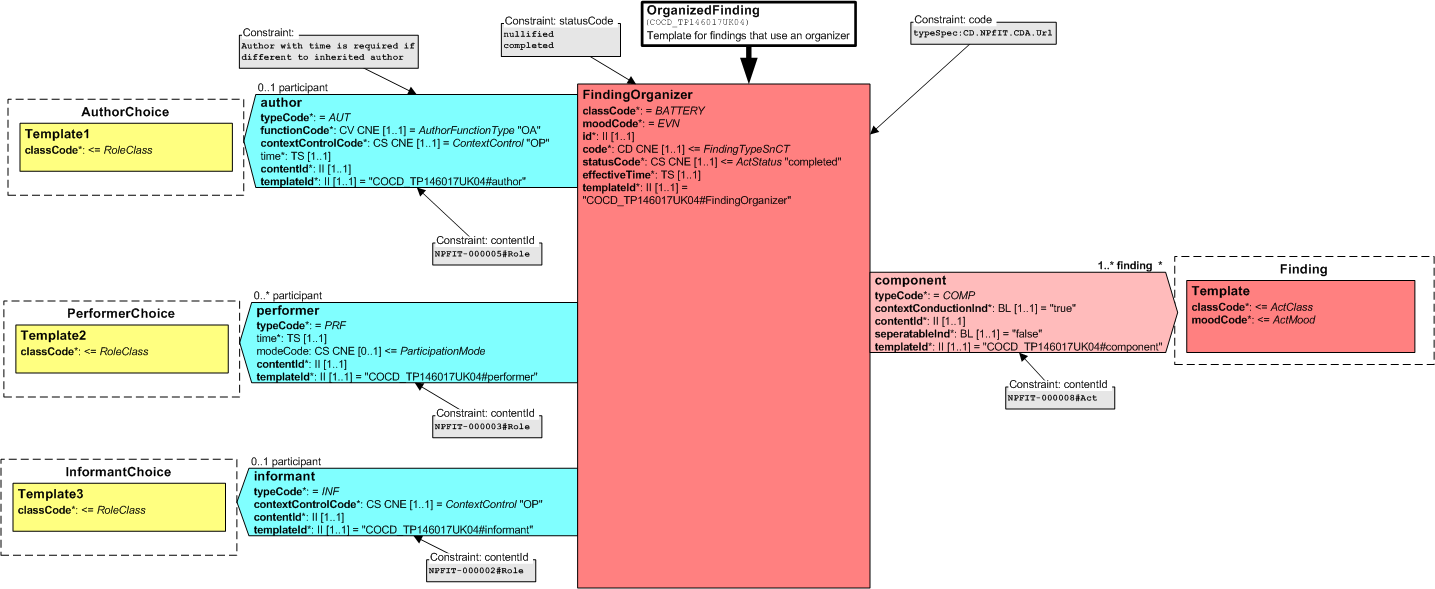 OrganizedFinding
(COCD_TP146017UK04)
Template for findings that use an organizer
Constraint: statusCode
nullified
completed
Constraint: code
typeSpec:CD.NPfIT.CDA.Url
Constraint:
Author with time is required if
different to inherited author
0..1 participant
AuthorChoice
Template1
classCode*: <= RoleClass
author
typeCode*: = AUT
functionCode*: CV CNE [1..1] = AuthorFunctionType "OA"
contextControlCode*: CS CNE [1..1] = ContextControl "OP"
time*: TS [1..1]
contentId*: II [1..1]
templateId*: II [1..1] = "COCD_TP146017UK04#author"
Constraint: contentId
NPFIT-000005#Role
FindingOrganizer
classCode*: = BATTERY
moodCode*: = EVN
id*: II [1..1]
code*: CD CNE [1..1] <= FindingTypeSnCT
statusCode*: CS CNE [1..1] <= ActStatus "completed"
effectiveTime*: TS [1..1]
templateId*: II [1..1] =
"COCD_TP146017UK04#FindingOrganizer"
0..* participant
PerformerChoice
Template2
classCode*: <= RoleClass
performer
typeCode*: = PRF
time*: TS [1..1]
modeCode: CS CNE [0..1] <= ParticipationMode
contentId*: II [1..1]
templateId*: II [1..1] = "COCD_TP146017UK04#performer"
Constraint: contentId
NPFIT-000003#Role
1..* finding *
component
typeCode*: = COMP
contextConductionInd*: BL [1..1] = "true"
contentId*: II [1..1]
seperatableInd*: BL [1..1] = "false"
templateId*: II [1..1] = "COCD_TP146017UK04#component"
Constraint: contentId
NPFIT-000008#Act
Finding
Template
classCode*: <= ActClass
moodCode*: <= ActMood
0..1 participant
InformantChoice
Template3
classCode*: <= RoleClass
informant
typeCode*: = INF
contextControlCode*: CS CNE [1..1] = ContextControl "OP"
contentId*: II [1..1]
templateId*: II [1..1] = "COCD_TP146017UK04#informant"
Constraint: contentId
NPFIT-000002#Role